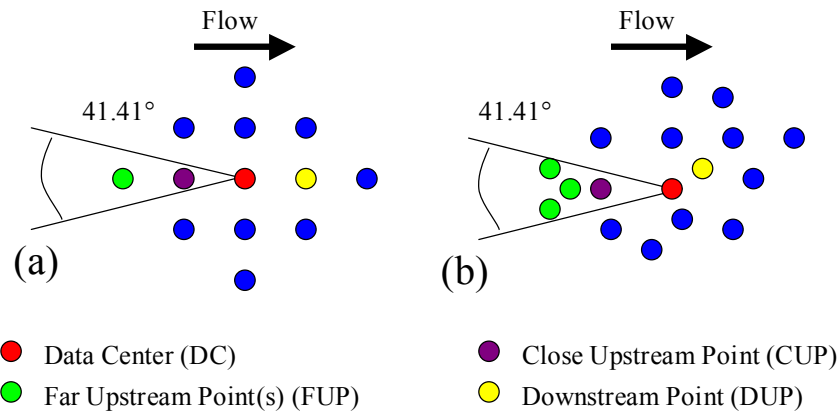 Flow
Flow
41.41°
41.41°
(a)
(b)
Data Center (DC)
Close Upstream Point (CUP)
Far Upstream Point(s) (FUP)
Downstream Point (DUP)